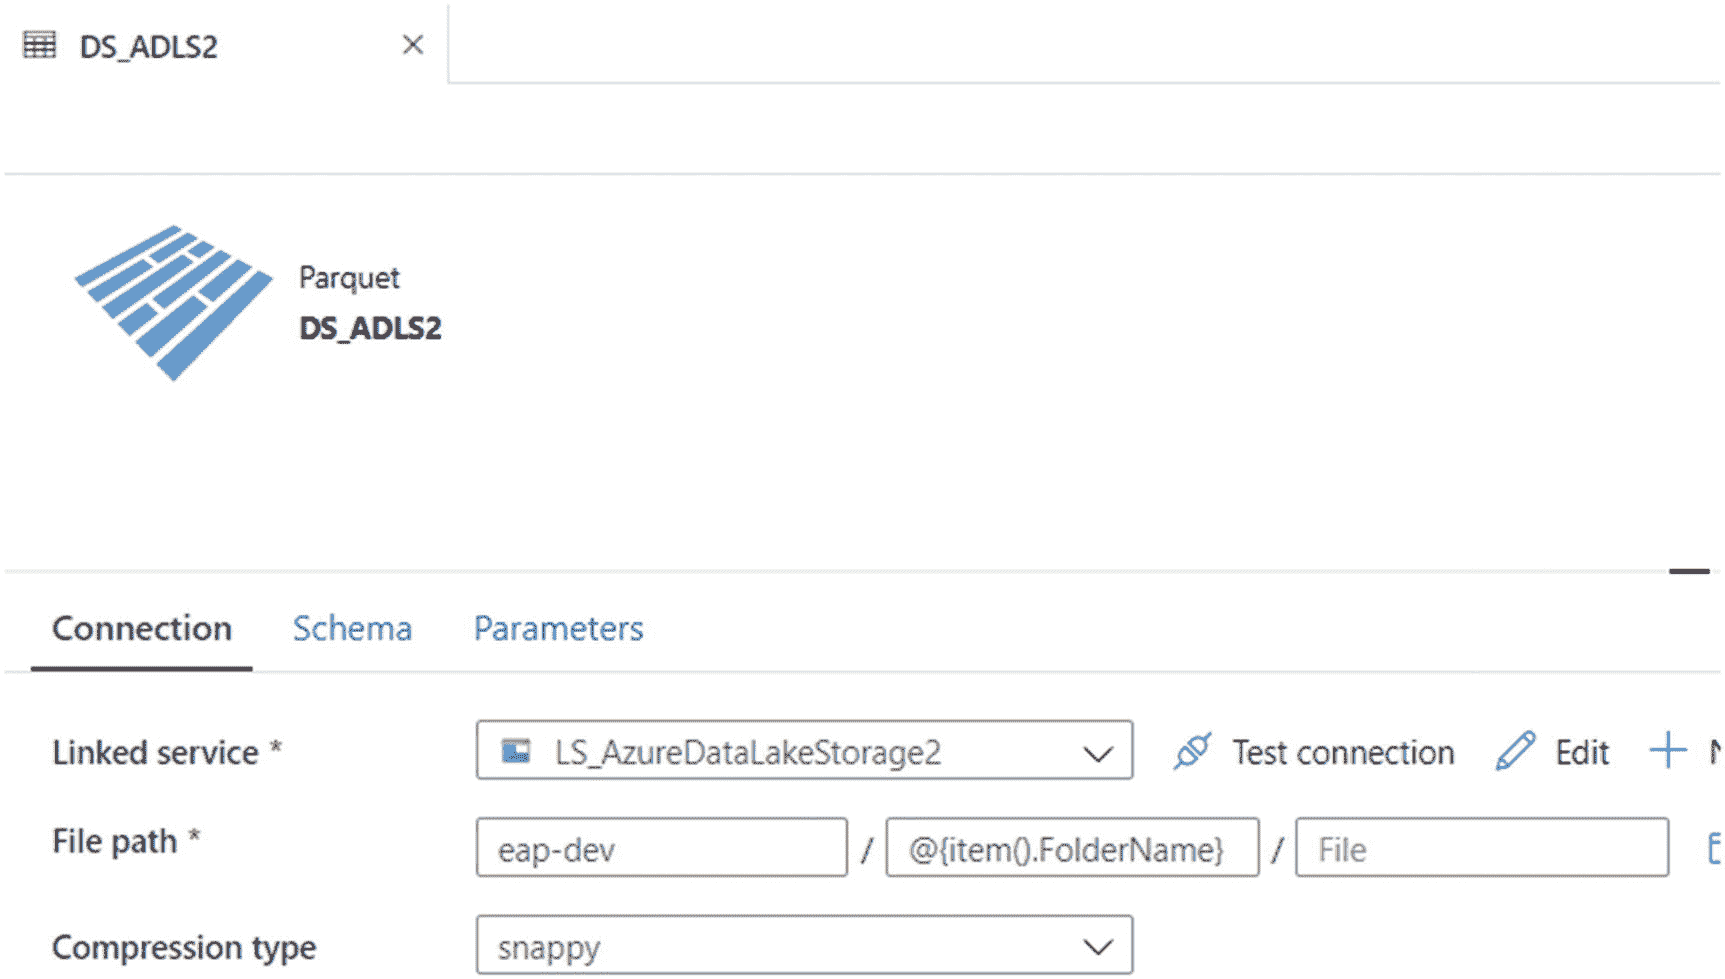 DS_ADLS2
Parquet
DS_ADLS2
Connection Schema Parameters
Linked service * LS_AzureDataLakeStorage2 Test connection Edit
File path * eap-dev / @{item().FolderName} / File
Compression type snappy